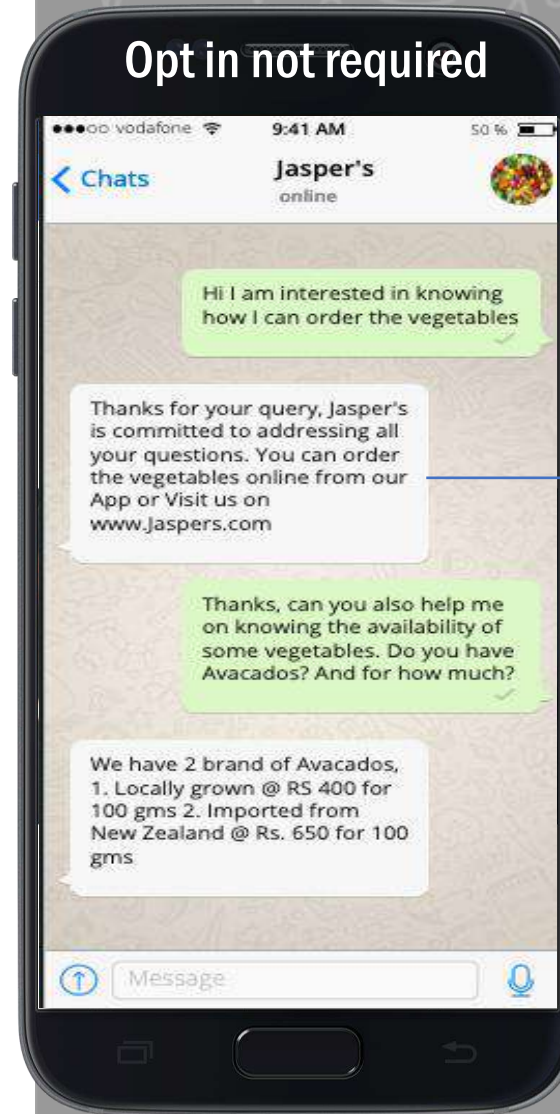 Opt in not required
vodafone 9:41 AM 50 %
Chats Jasper's
online
Hi I am interested in knowing
how I can order the vegetables
Thanks for your query, Jasper's
is committed to addressing all
your questions. You can order
the vegetables online from our
App or Visit us on
www.Jaspers.com
Thanks, can you also help me
on knowing the availability of
some vegetables. Do you have
Avacados? And for how much?
We have 2 brand of Avacados,
1. Locally grown @ RS 400 for
100 gms 2. Imported from
New Zealand @ Rs. 650 for 100
gms
Message